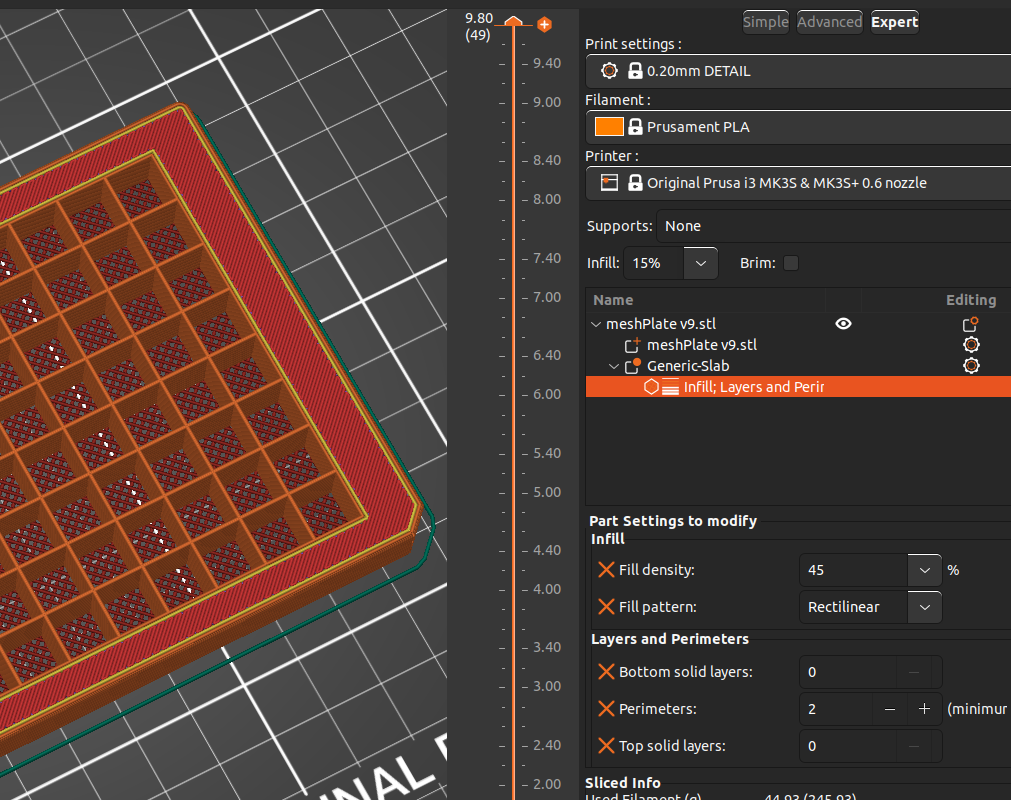 Simple Advanced Expert
9.80
(49)
Print settings :
9.40
0.20mm DETAIL
9.00
Filament :
Prusament PLA
8.40
Printer :
8.00
Original Prusa i3 MK3S & MK3S+ 0.6 nozzle
Supports: None
7.40
Infill: 15% Brim:
7.00
Name Editing
meshPlate v9.stl
meshPlate v9.stl
6.40
Generic-Slab
Infill; Layers and Perir
6.00
5.40
5.00
Part Settings to modify
Infill
4.40
Fill density: 45 %
4.00
Fill pattern: Rectilinear
Layers and Perimeters
3.40
Bottom solid layers: 0
3.00
Perimeters: 2 (minimur
2.40
Top solid layers: 0
2.00
Sliced Info
Used Filament (g) 44.93 (245.93)